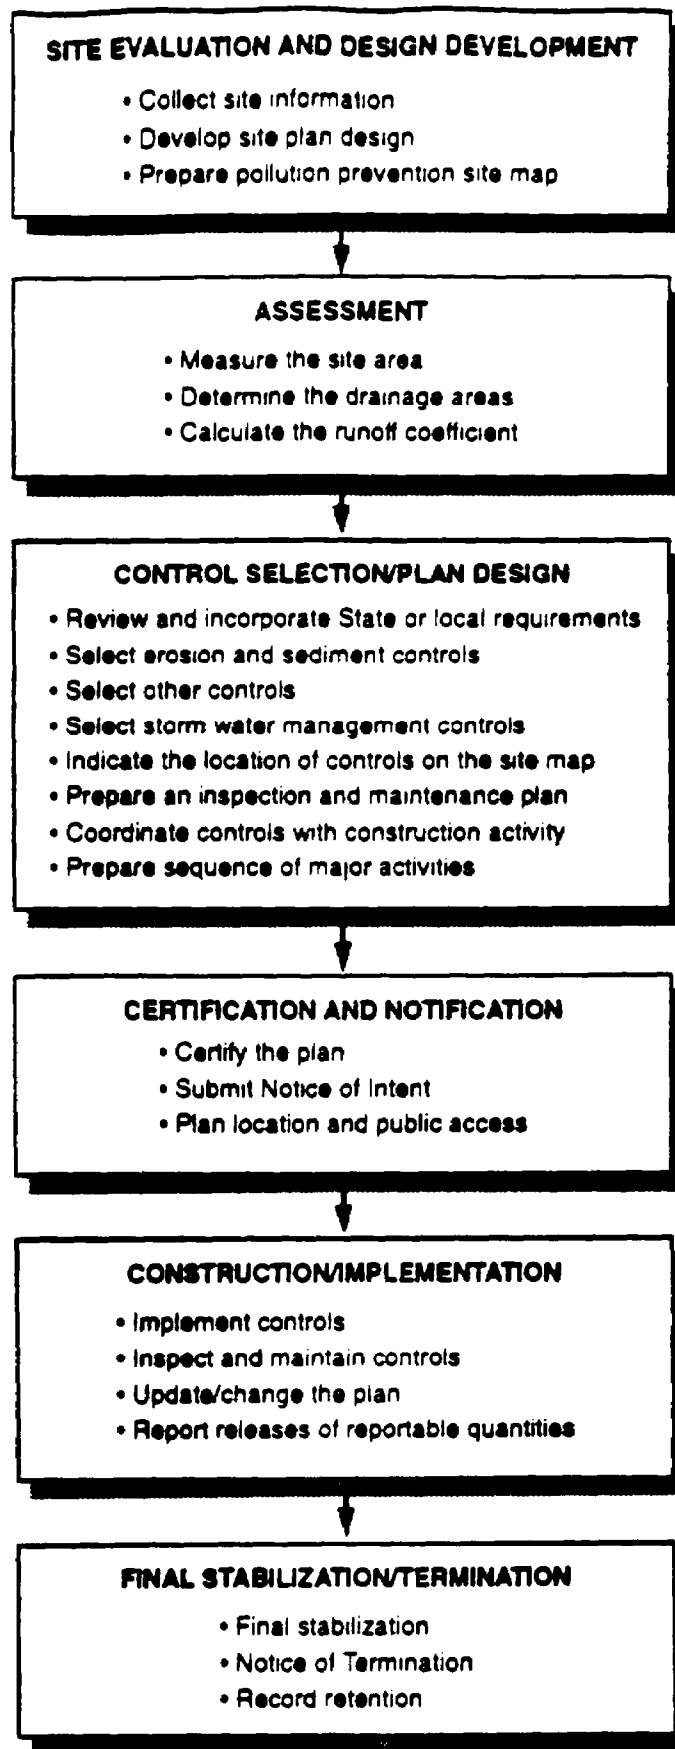 SITE EVALUATION AND DESIGN DEVELOPMENT
• Collect site information
• Develop site plan design
• Prepare pollution prevention site map
ASSESSMENT
• Measure the site area
• Determine the drainage areas
• Calculate the runoff coefficient
CONTROL SELECTION/PLAN DESIGN
• Review and incorporate State or local requirements
• Select erosion and sediment controls
• Select other controls
• Select storm water management controls
• Indicate the location of controls on the site map
• Prepare an inspection and maintenance plan
• Coordinate controls with construction activity
• Prepare sequence of major activities
CERTIFICATION AND NOTIFICATION
• Certify the plan
• Submit Notice of Intent
• Plan location and public access
CONSTRUCTION/IMPLEMENTATION
• Implement controls
• Inspect and maintain controls
• Update/change the plan
• Report releases of reportable quantities
FINAL STABILIZATION/TERMINATION
• Final stabilization
• Notice of Termination
• Record retention